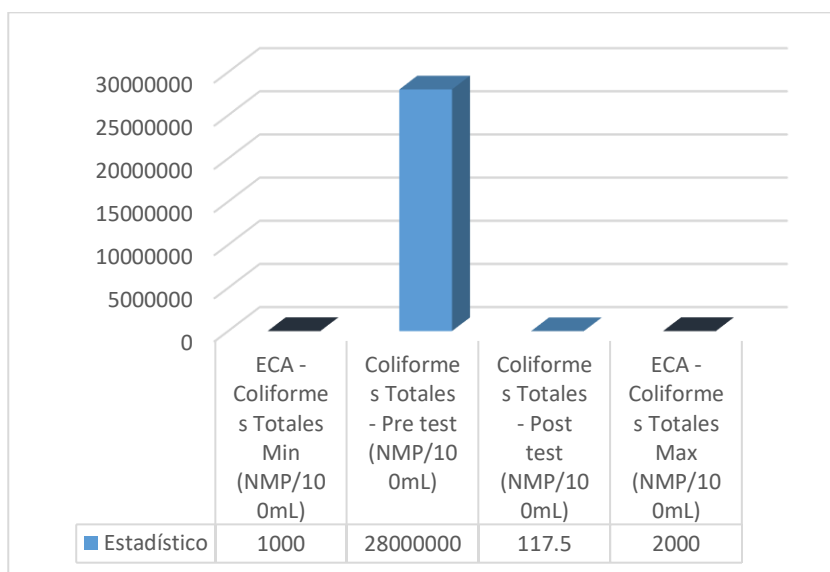 30000000
25000000
20000000
15000000
10000000
5000000
0
ECA -
Coliforme
s Totales
Min
(NMP/10
0mL)
Coliforme
s Totales
- Pre test
(NMP/10
0mL)
Coliforme
s Totales
- Post
test
(NMP/10
0mL)
ECA -
Coliforme
s Totales
Max
(NMP/10
0mL)
Estadístico 1000 28000000 117.5 2000